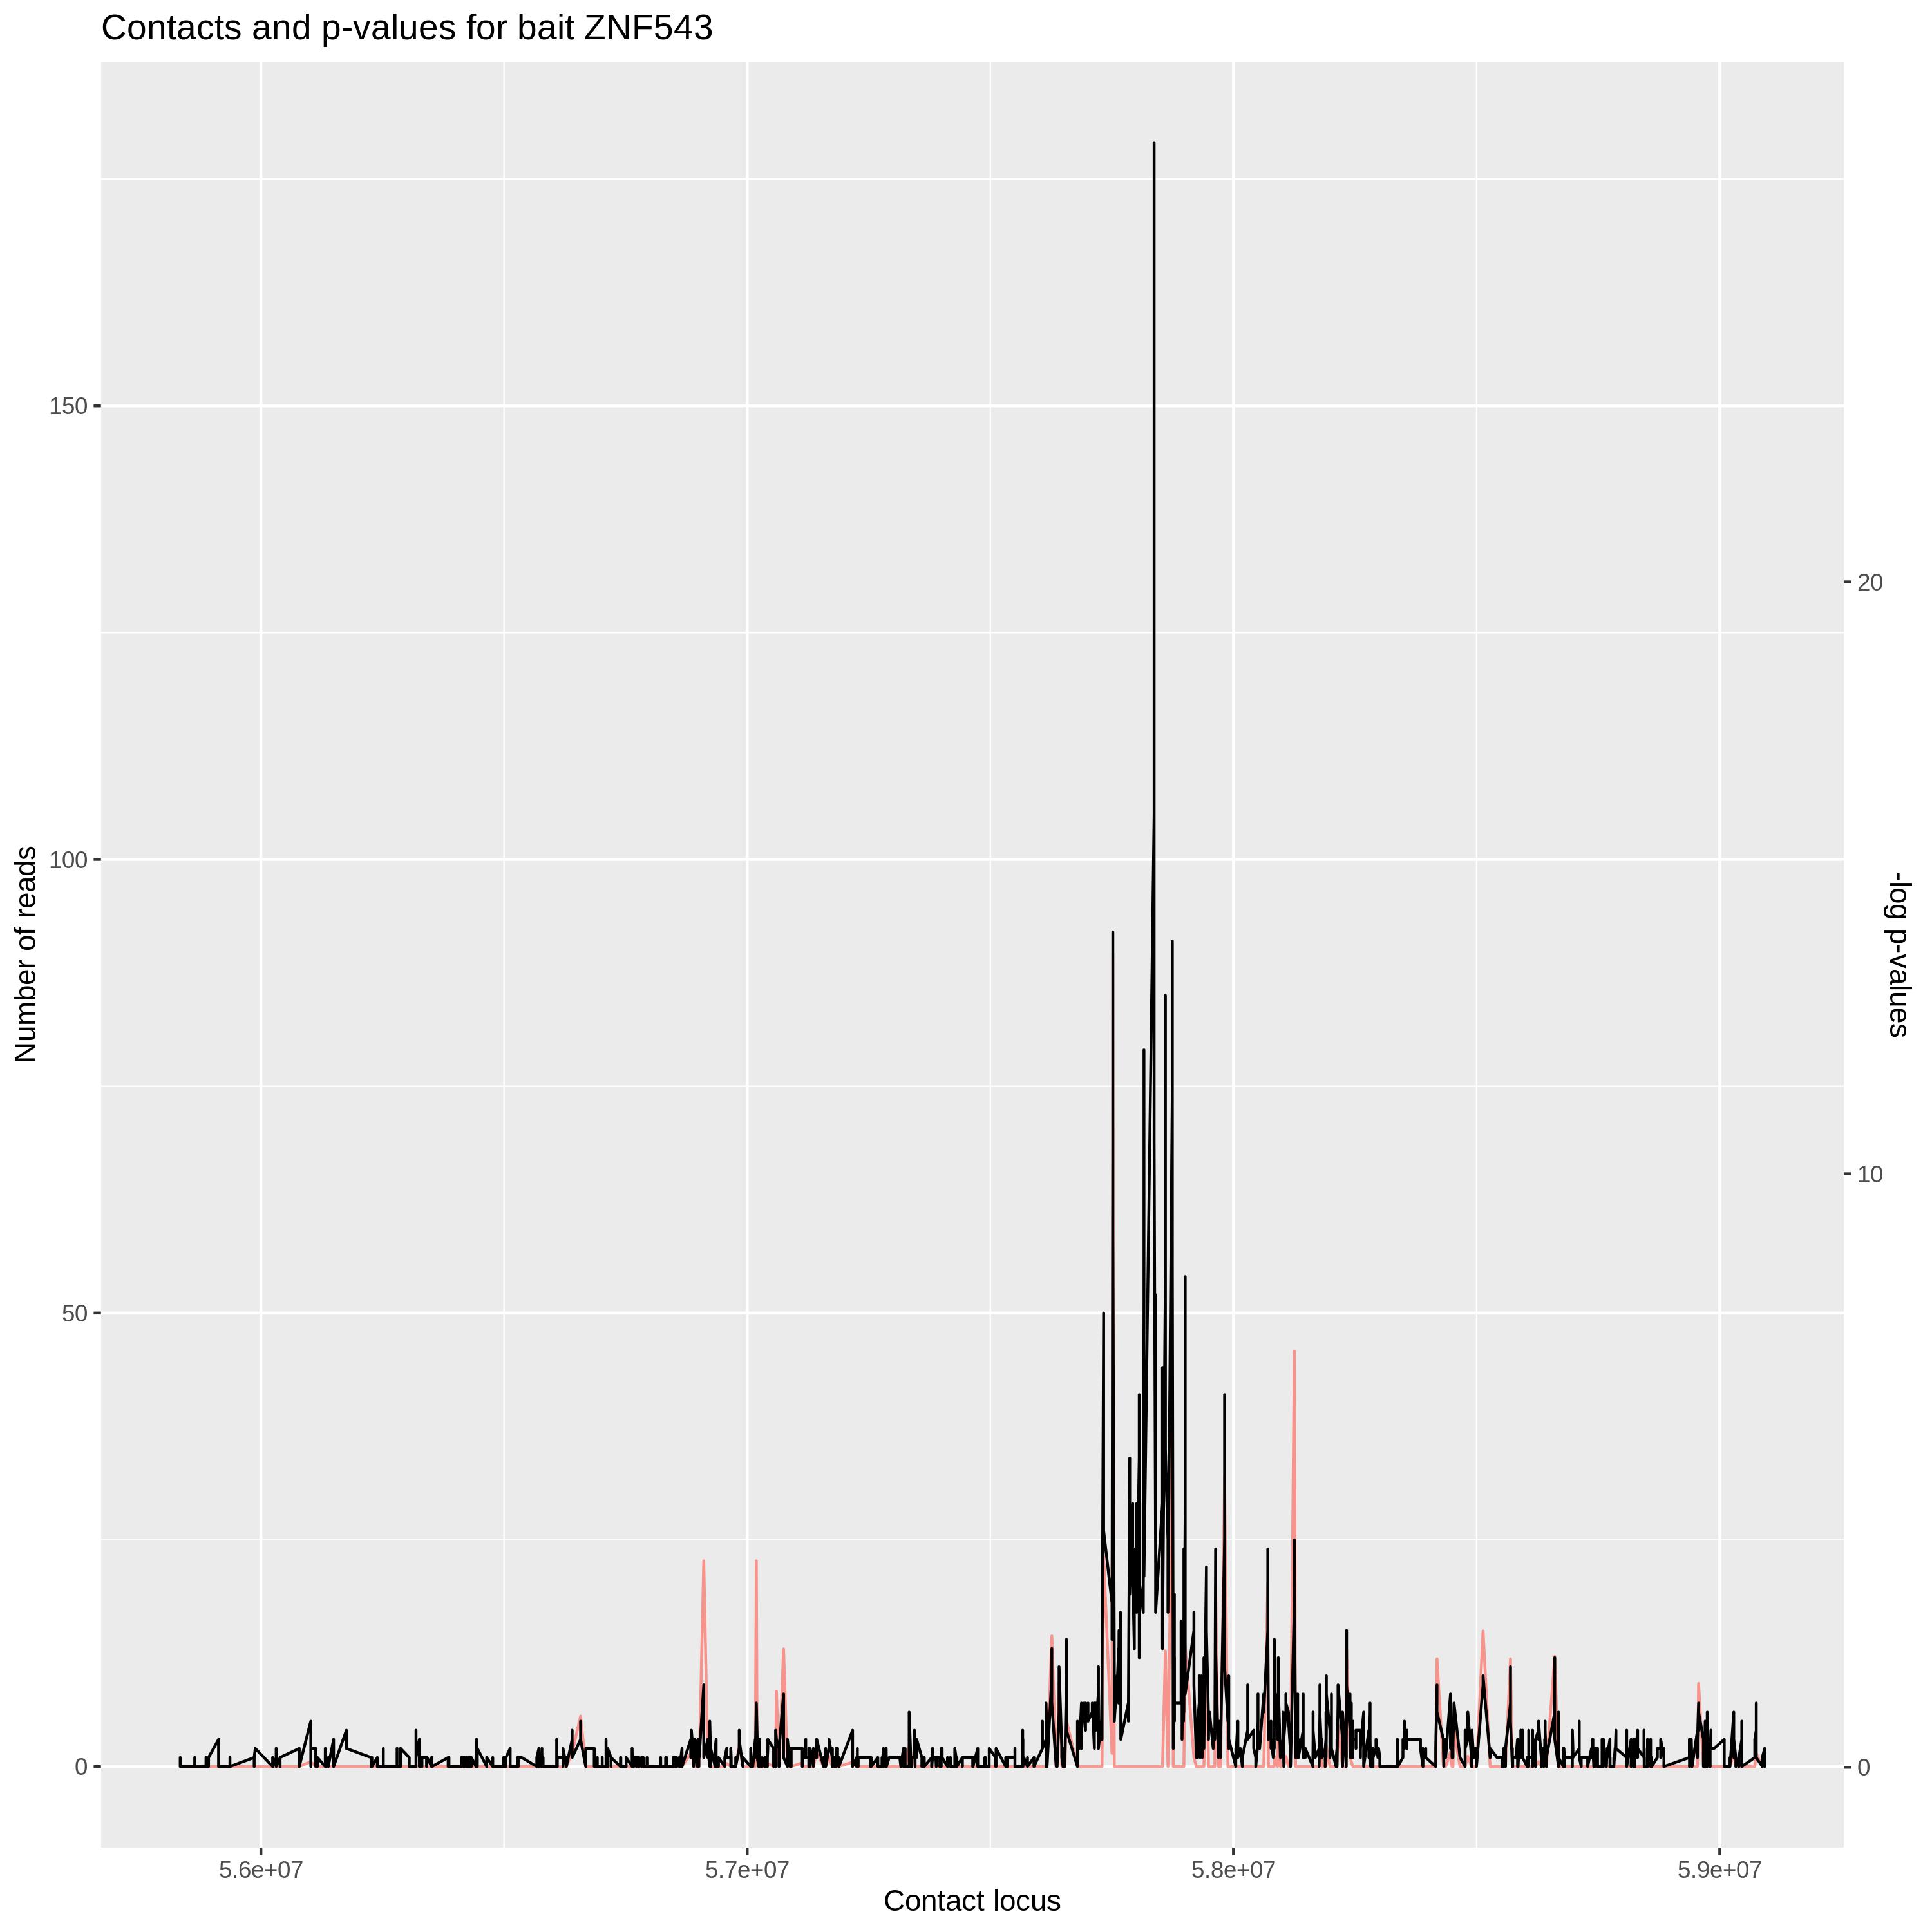 Contacts and p-values for bait ZNF543
Number of reads
150
100
50
0
20
10
0
-log p-values
5.6e+07
5.7e+07
5.8e+07
5.9e+07
Contact locus